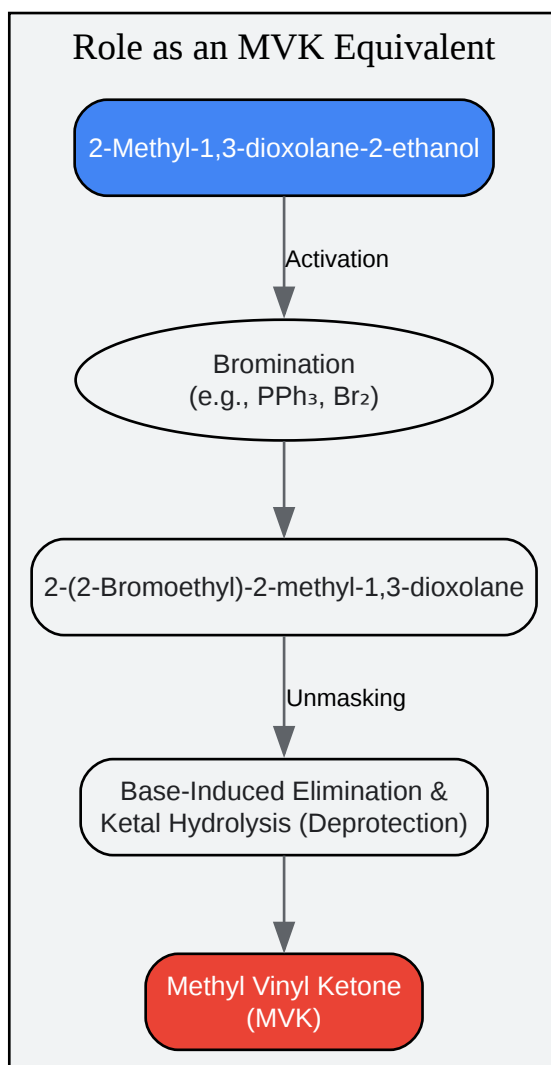 Role as an MVK Equivalent
2-Methyl-1,3-dioxolane-2-ethanol
Activation
Bromination
(e.g., PPh₃, Br₂)
2-(2-Bromoethyl)-2-methyl-1,3-dioxolane
Unmasking
Base-Induced Elimination &
Ketal Hydrolysis (Deprotection)
Methyl Vinyl Ketone
(MVK)